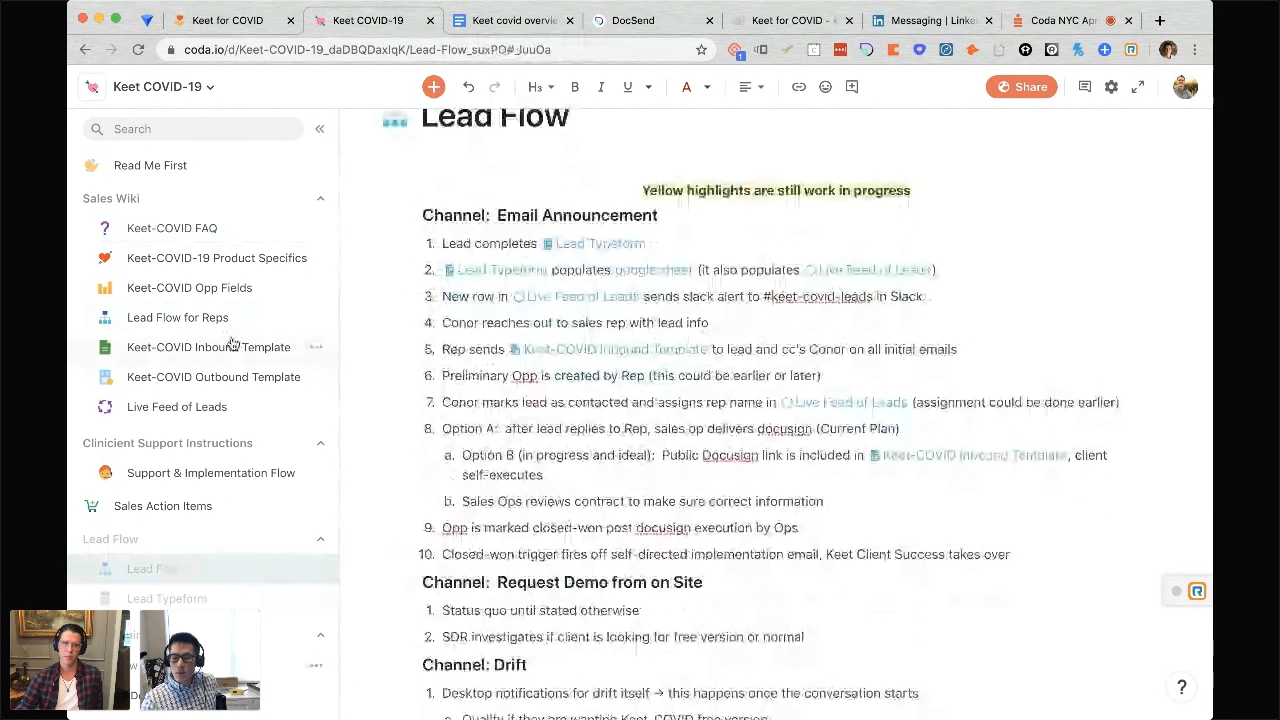 Keet for COVID
Keet COVID-19
Keet covid overvie
DocSend
Keet for COVID -
Messaging | Linke
Coda NYC Apr
coda.io/d/Keet-COVID-19_daDBQDaxIqK/Lead-Flow_
1
R
Keet COVID-19
H₃
B
I
U
A
Share
Search
Read Me First
Sales Wiki
Keet-COVID FAQ
Keet-COVID-19 Product Specifics
Keet-COVID Opp Fields
Lead Flow for Reps
Keet-COVID Inbound Template
Keet-COVID Outbound Template
Live Feed of Leads
Clinicient Support Instructions
Support & Implementation Flow
Sales Action Items
Lead Flow
Lead F
Lead Typeform
Lead Flow
Yellow highlights are still work in progress
Channel: Email Announcement
1. Lead completes Lead Typeform
2. Lead Typeform populates google sheet (it also populates Live Feed of Leads)
3. New row in Live Feed of Leads sends slack alert to #keet-covid-leads in Slack
4. Conor reaches out to sales rep with lead info
5. Rep sends Keet-COVID Inbound Template to lead and cc's Conor on all initial emails
6. Preliminary Opp is created by Rep (this could be earlier or later)
7. Conor marks lead as contacted and assigns rep name in Live Feed of Leads (assignment could be done earlier)
8. Option A: after lead replies to Rep, sales op delivers docusign (Current Plan)
a. Option B (in progress and ideal): Public Docusign link is included in Keet-COVID Inbound Template, client
self-executes
b. Sales Ops reviews contract to make sure correct information
9. Opp is marked closed-won post docusign execution by Ops
10. Closed-won trigger fires off self-directed implementation email, Keet Client Success takes over
Channel: Request Demo from on Site
1. Status quo until stated otherwise
2. SDR investigates if client is looking for free version or normal
Channel: Drift
1. Desktop notifications for drift itself → this happens once the conversation starts
a. Qualify if they are wanting Keet-COVID free version
R
?